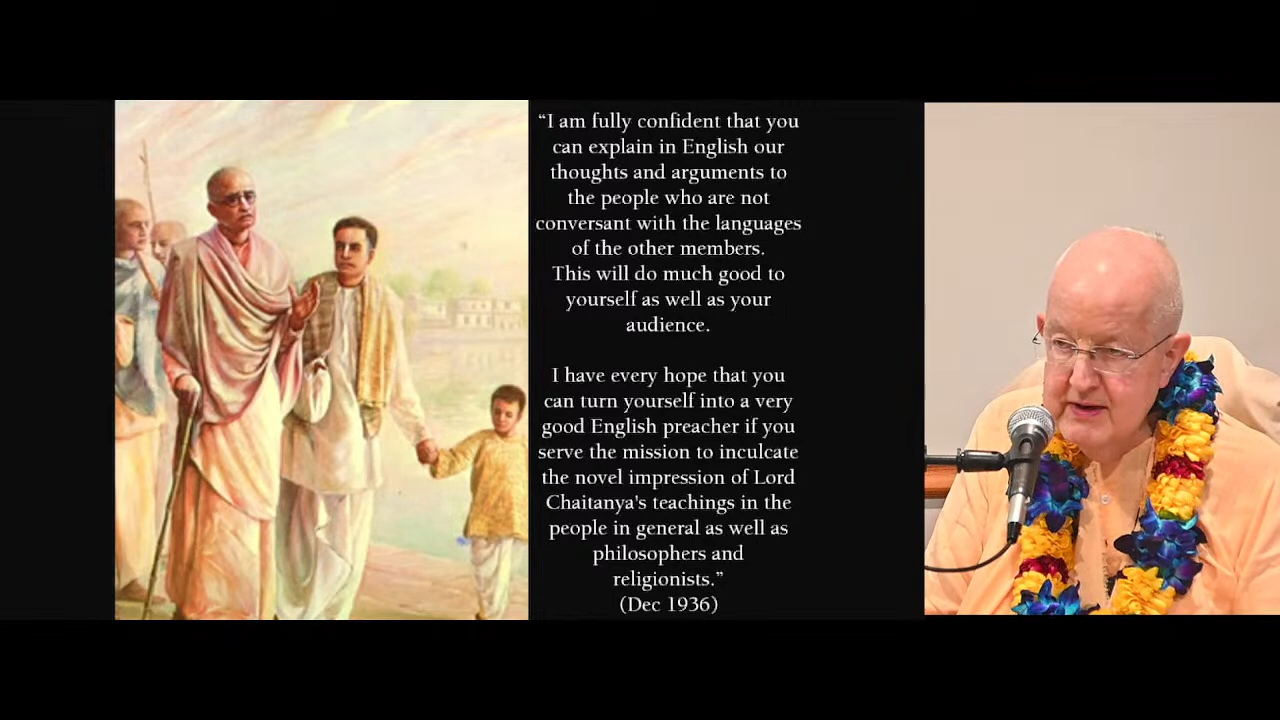 “I am fully confident that you
can explain in English our
thoughts and arguments to
the people who are not
conversant with the languages
of the other members.
This will do much good to
yourself as well as your
audience.
I have every hope that you
can turn yourself into a very
good English preacher if you
serve the mission to inculcate
the novel impression of Lord
Chaitanya's teachings in the
people in general as well as
philosophers and
religionists.”
(Dec 1936)